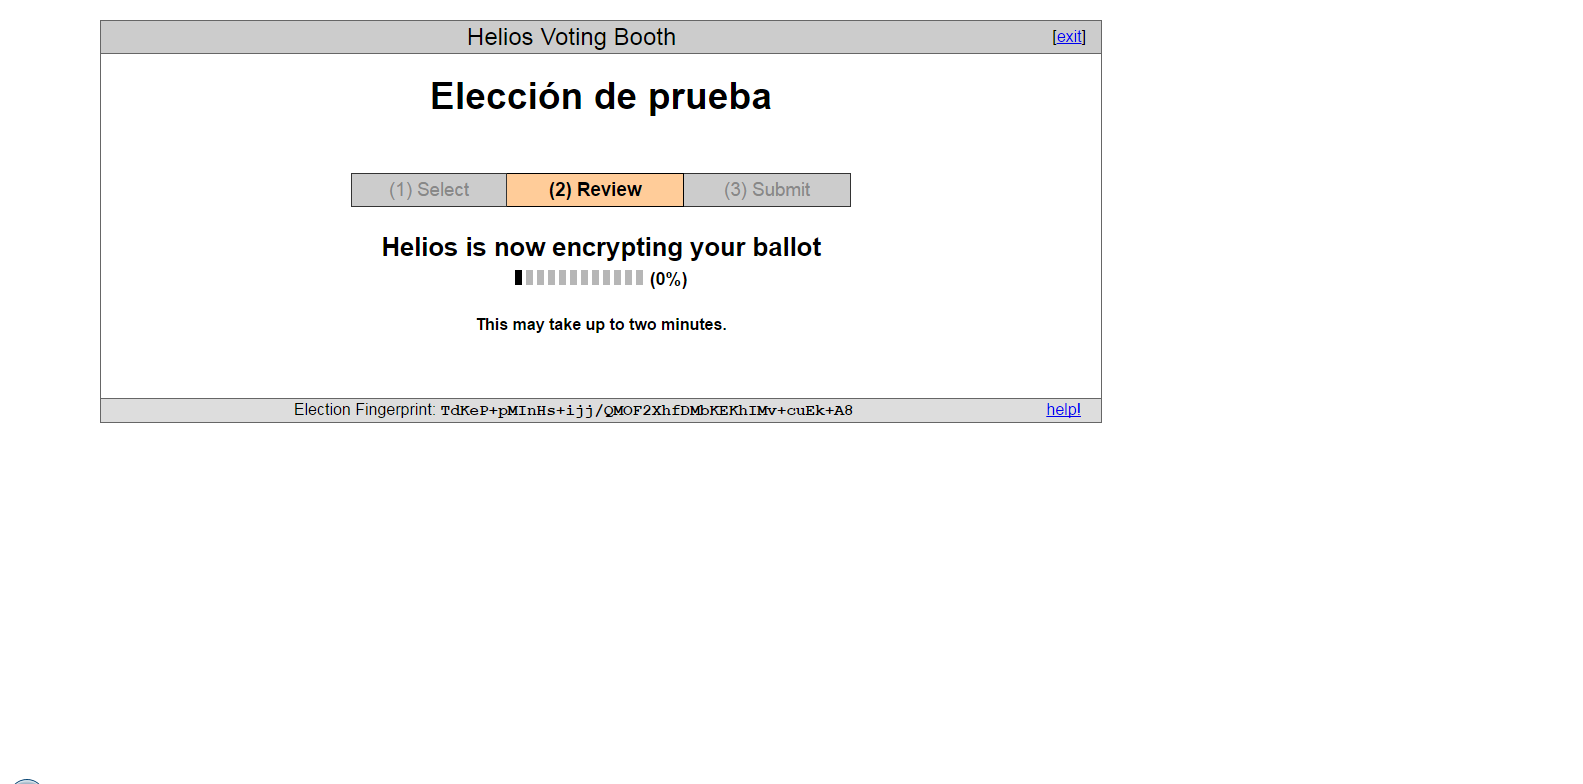 Helios Voting Booth [exit]
Elección de prueba
(1) Select (2) Review (3) Submit
Helios is now encrypting your ballot
(0%)
This may take up to two minutes.
Election Fingerprint: TdKeP+pMInHs+ijj/QMOF2XhfDMbKEKhIMv+cuEk+A8 help!